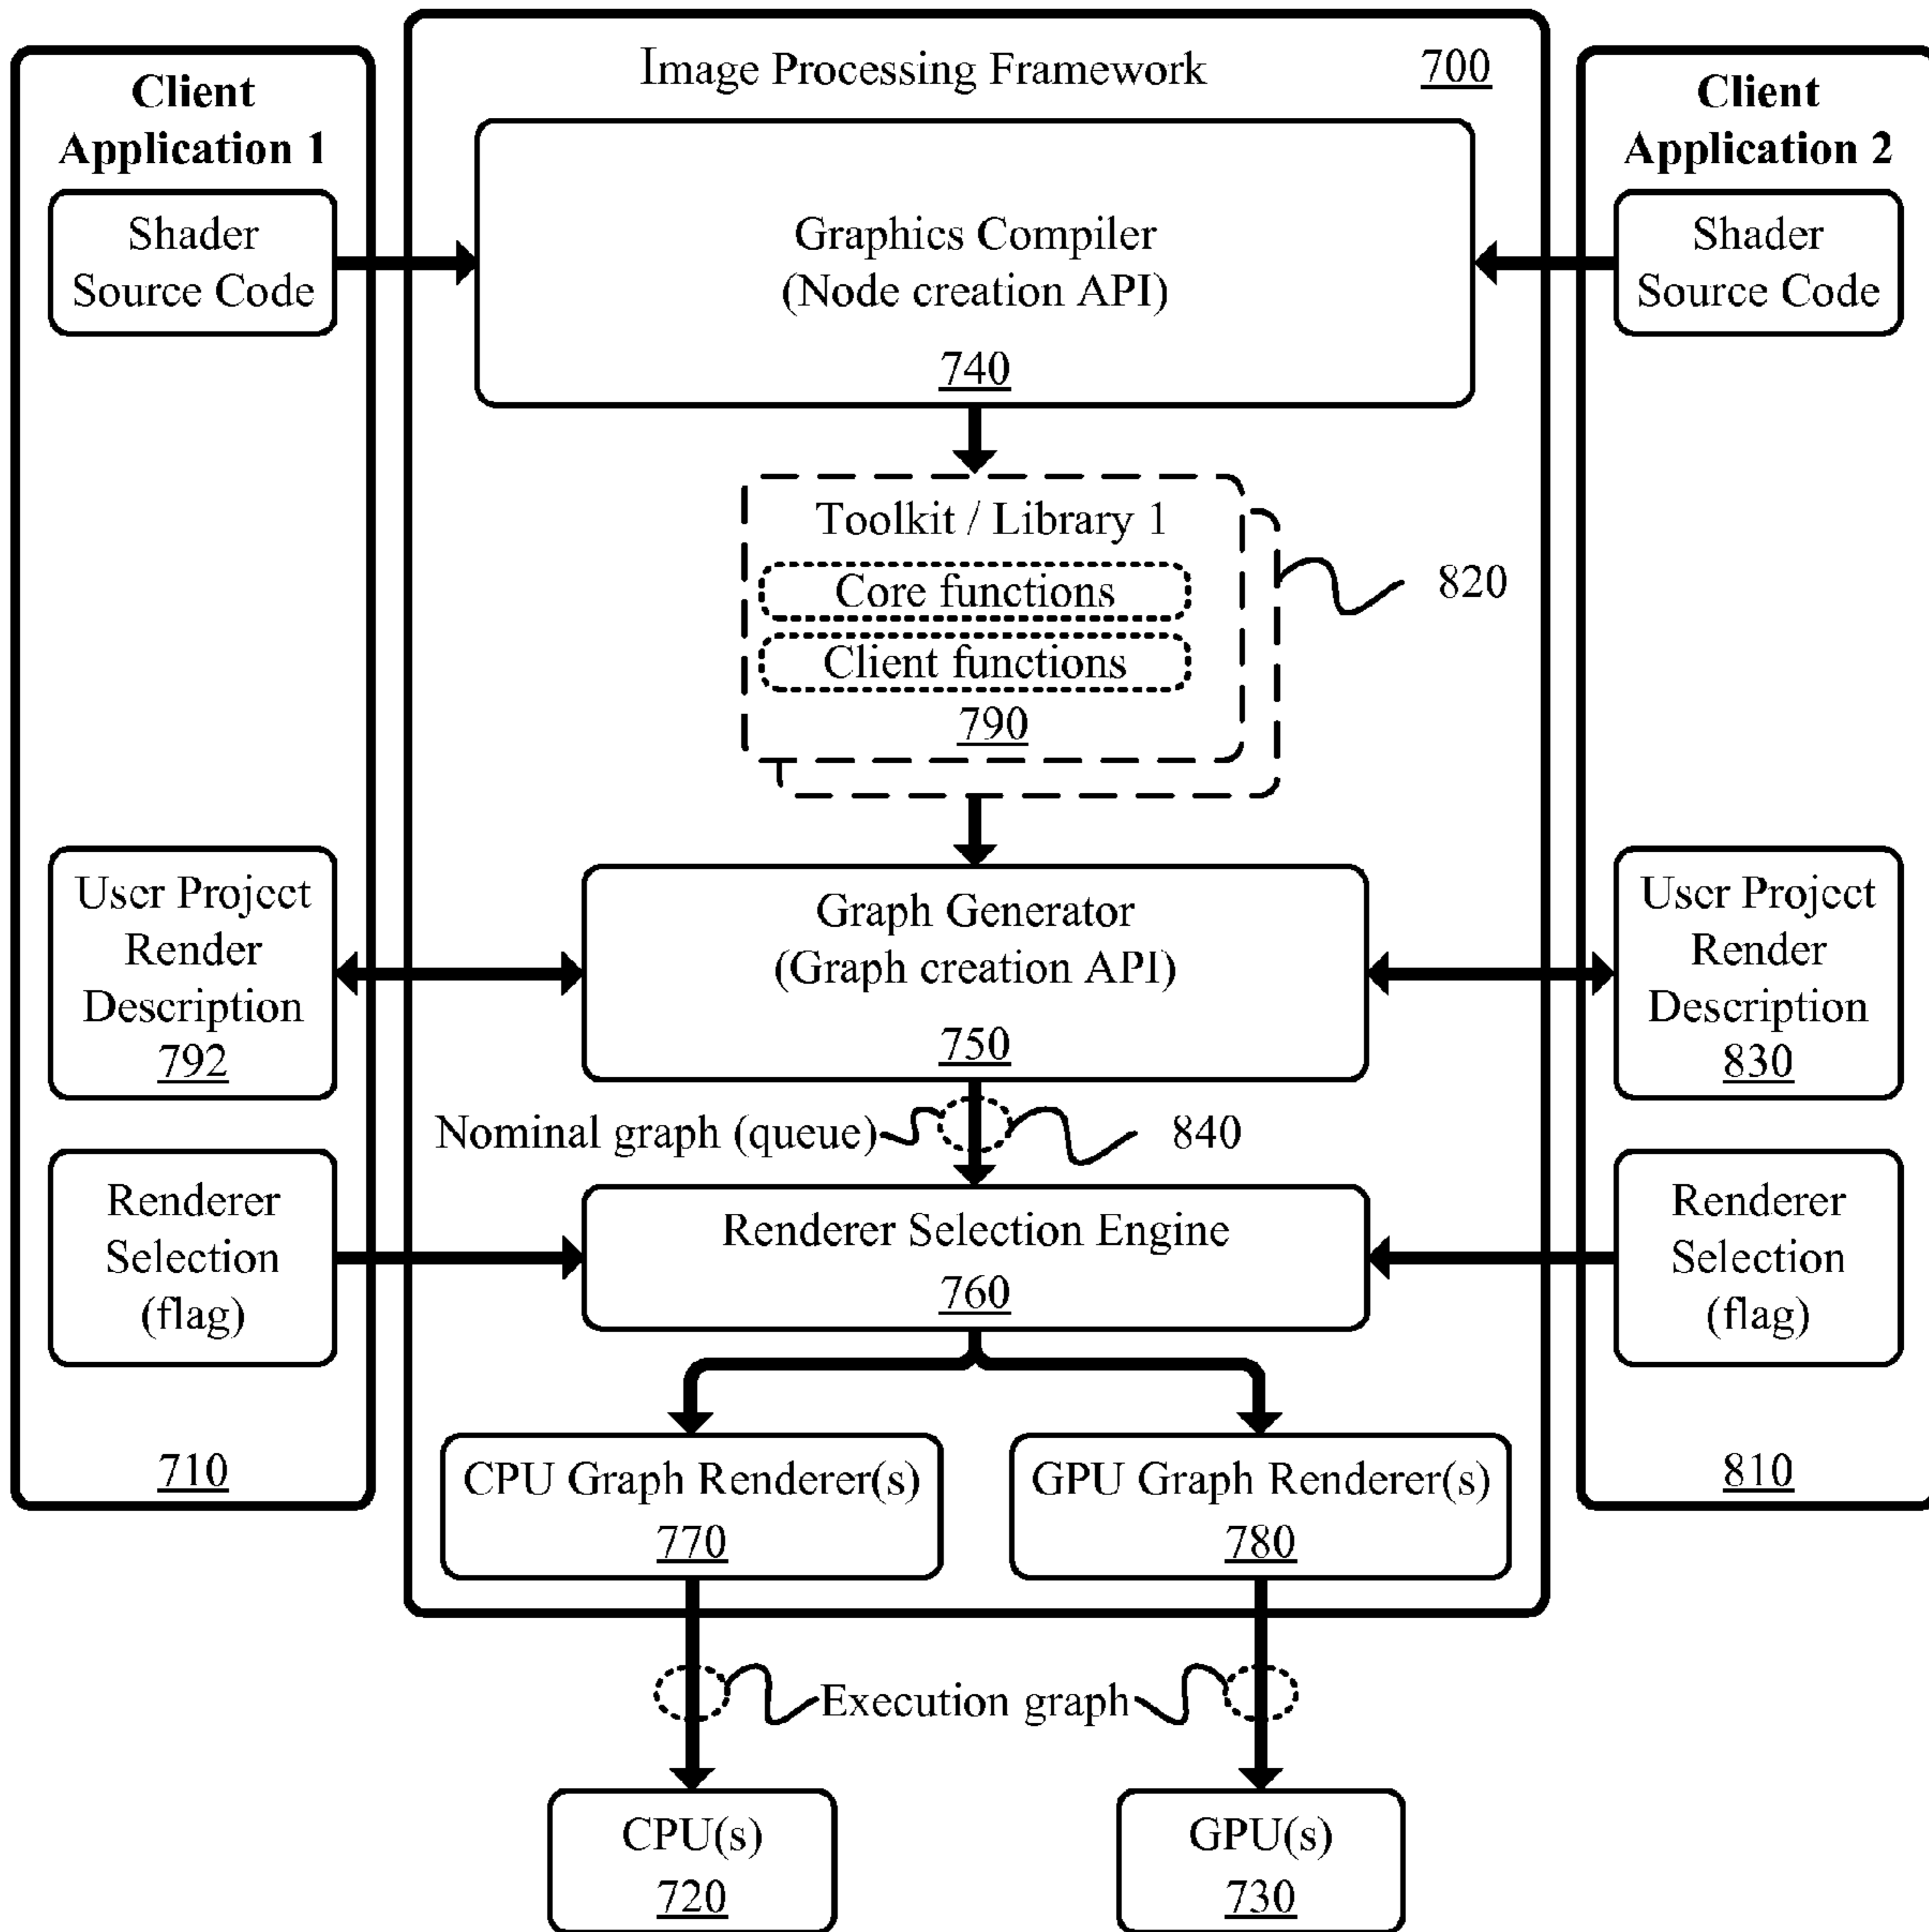 Image Processing Framework 700
Client
Application 1
Shader
Source Code
User Project
Render
Description
792
Renderer
Selection
(flag)
710
Graphics Compiler
(Node creation API)
740
Toolkit / Library 1
Core functions
Client functions
790
820
Graph Generator
(Graph creation API)
750
Nominal graph (queue)
840
Renderer Selection Engine
760
CPU Graph Renderer(s)
770
GPU Graph Renderer(s)
780
Execution graph
CPU(s)
720
GPU(s)
730
Client
Application 2
Shader
Source Code
User Project
Render
Description
830
Renderer
Selection
(flag)
810